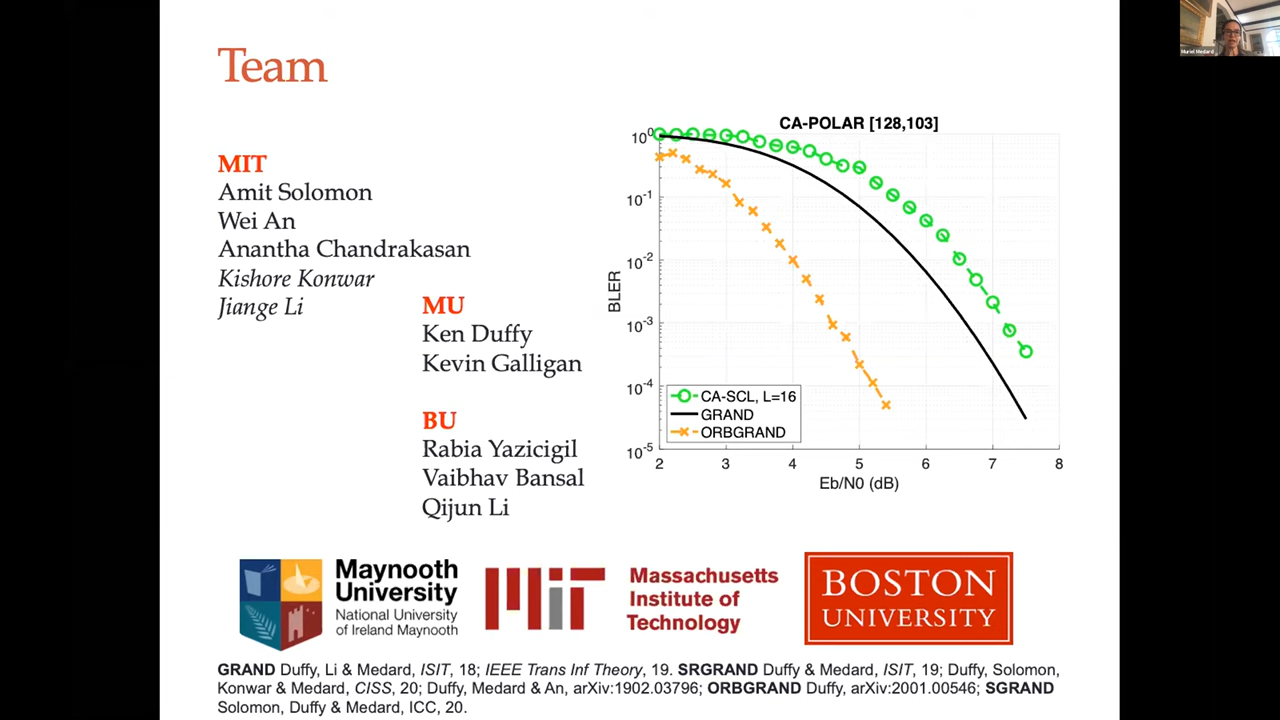 Team
MIT
Amit Solomon
Wei An
Anantha Chandrakasan
Kishore Konwar
Jiange Li
MU
Ken Duffy
Kevin Galligan
BU
Rabia Yazicigil
Vaibhav Bansal
Qijun Li
CA-POLAR [128,103]
10^0
10^-1
10^-2
10^-3
10^-4
10^-5
BLER
CA-SCL, L=16
GRAND
ORBGRAND
2 3 4 5 6 7 8
Eb/N0 (dB)
Maynooth
University
National University
of Ireland Maynooth
MIT
Massachusetts
Institute of
Technology
BOSTON
UNIVERSITY
GRAND Duffy, Li & Medard, ISIT, 18; IEEE Trans Inf Theory, 19. SRGRAND Duffy & Medard, ISIT, 19; Duffy, Solomon,
Konwar & Medard, CISS, 20; Duffy, Medard & An, arXiv:1902.03796; ORBGRAND Duffy, arXiv:2001.00546; SGRAND
Solomon, Duffy & Medard, ICC, 20.
Muriel Medard